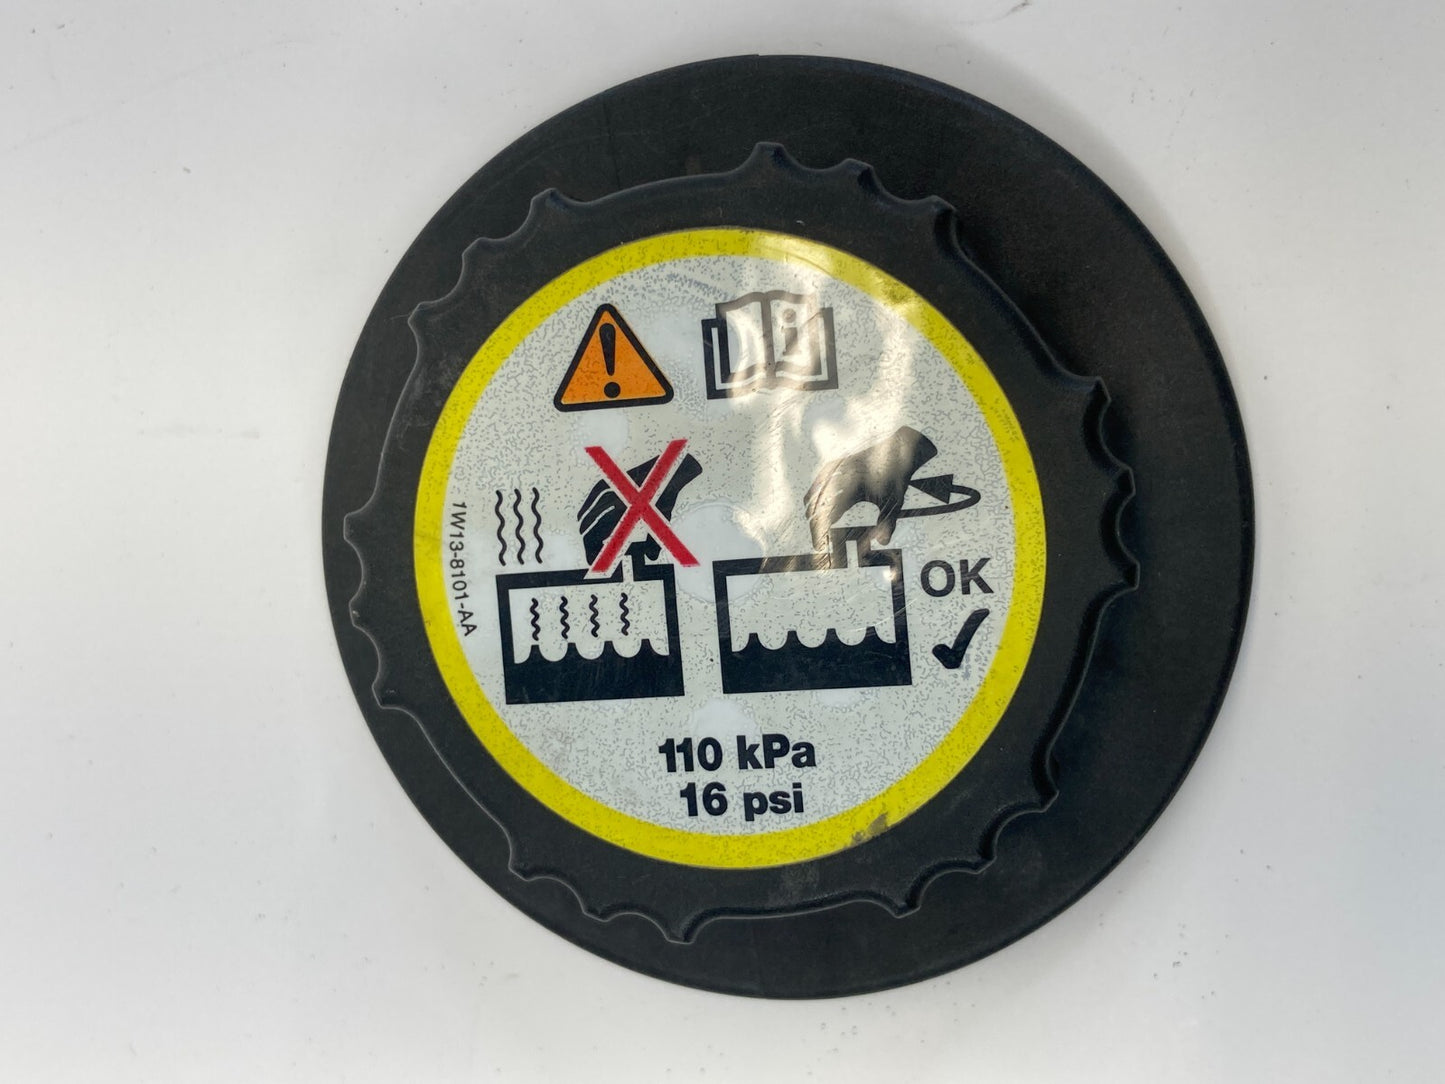 i
1W13-8101-AA
OK
110 kPa
16 psi